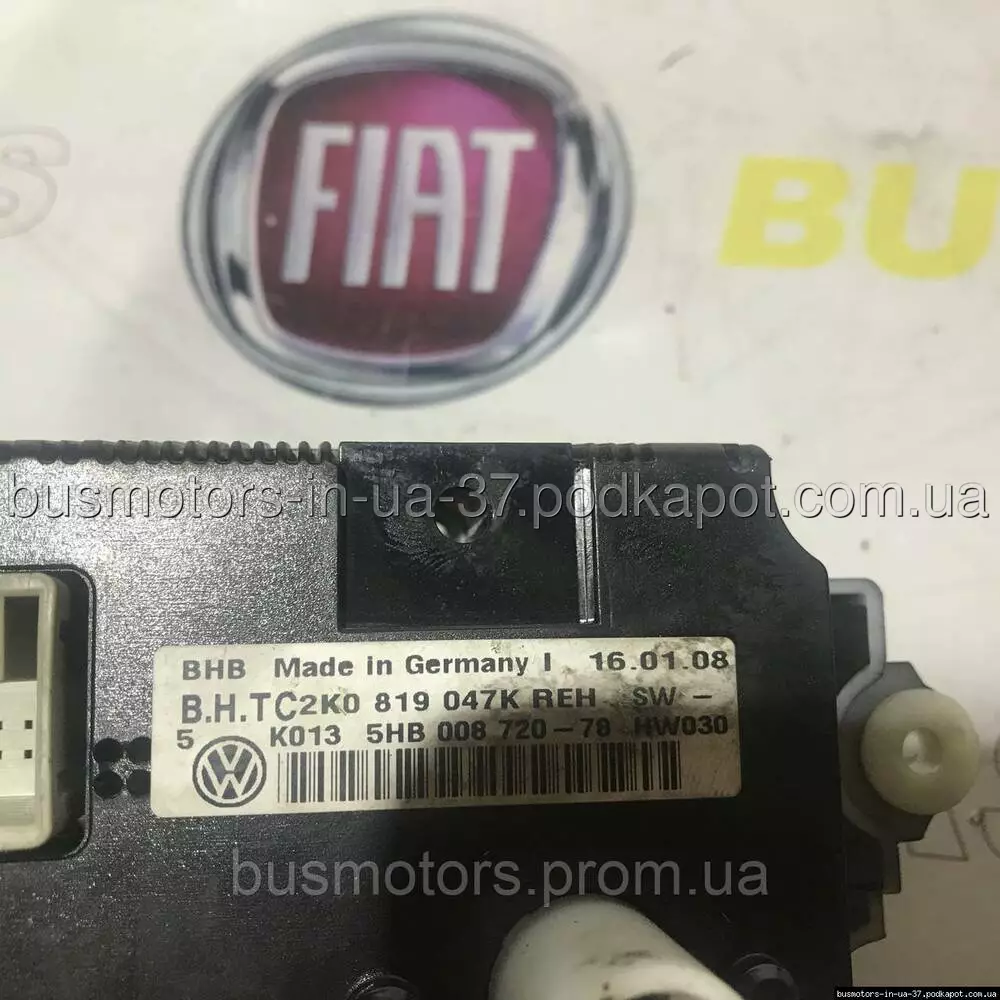 FIAT
S
BU
busmotors-in-ua-37.podkapot.com.ua
BHB Made in Germany I 16.01.08
B.H.TC2K0 819 047K REH SW -
5 K013 5HB 008 720-78 HW030
busmotors.prom.ua
busmotors-in-ua-37.podkapot.com.ua